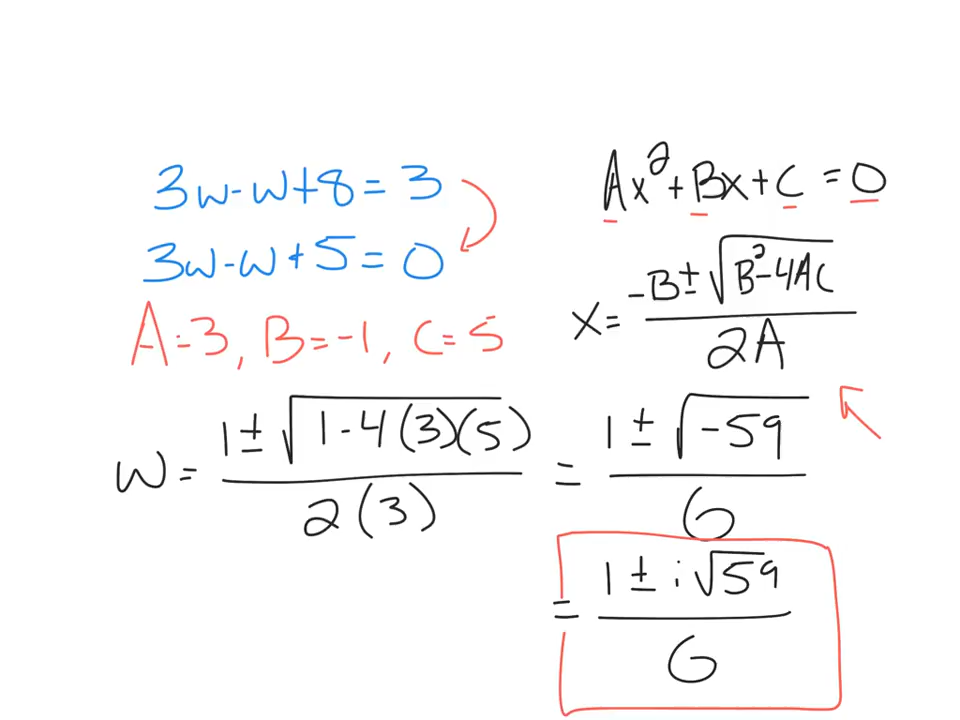 3w-w+8=3
3w-w+5=0
A=3, B=-1, C=5
Ax²+Bx+C=0
x= -B±√(B²-4AC) / 2A
w= 1±√(1-4(3)(5)) / 2(3) = 1±√(-59) / 6
= 1±i√59 / 6